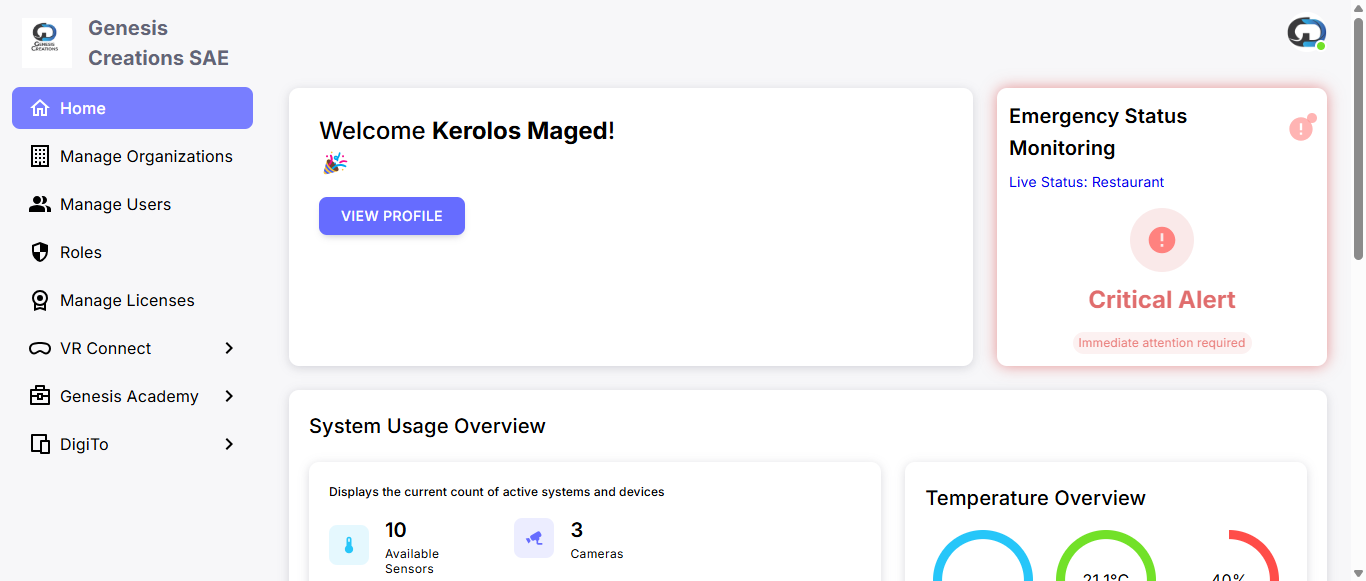 GENESIS
CREATIONS
Genesis
Creations SAE
Home
Manage Organizations
Manage Users
Roles
Manage Licenses
VR Connect
Genesis Academy
DigiTo
Welcome Kerolos Maged!
VIEW PROFILE
Emergency Status
Monitoring
Live Status: Restaurant
Critical Alert
Immediate attention required
System Usage Overview
Displays the current count of active systems and devices
10
Available
Sensors
3
Cameras
Temperature Overview
21.1°C
40%